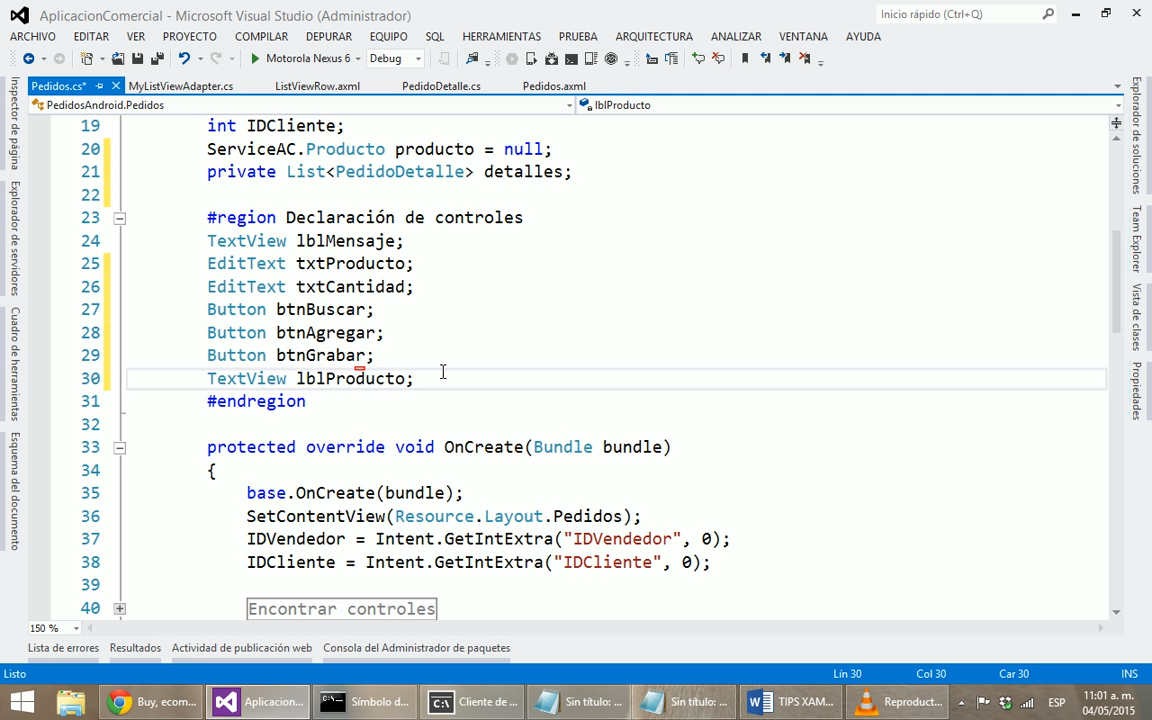 AplicacionComercial - Microsoft Visual Studio (Administrador)
Inicio rápido (Ctrl+Q)
ARCHIVO EDITAR VER PROYECTO COMPILAR DEPURAR EQUIPO SQL HERRAMIENTAS PRUEBA ARQUITECTURA ANALIZAR VENTANA AYUDA
Motorola Nexus 6 Debug
Pedidos.cs* MyListViewAdapter.cs ListViewRow.axml PedidoDetalle.cs Pedidos.axml
PedidosAndroid.Pedidos lblProducto
19 int IDCliente;
20 ServiceAC.Producto producto = null;
21 private List<PedidoDetalle> detalles;
22
23 #region Declaración de controles
24 TextView lblMensaje;
25 EditText txtProducto;
26 EditText txtCantidad;
27 Button btnBuscar;
28 Button btnAgregar;
29 Button btnGrabar;
30 TextView lblProducto;
31 #endregion
32
33 protected override void OnCreate(Bundle bundle)
34 {
35 base.OnCreate(bundle);
36 SetContentView(Resource.Layout.Pedidos);
37 IDVendedor = Intent.GetIntExtra("IDVendedor", 0);
38 IDCliente = Intent.GetIntExtra("IDCliente", 0);
39
40 Encontrar controles
150 %
Inspector de página
Explorador de servidores
Cuadro de herramientas
Esquema del documento
Explorador de soluciones
Team Explorer
Vista de clases
Propiedades
Lista de errores Resultados Actividad de publicación web Consola del Administrador de paquetes
Listo Lín 30 Col 30 Car 30 INS
Buy, ecom... Aplicacion... Símbolo d... Cliente de ... Sin título: ... Sin título: ... TIPS XAM... Reproduct... ESP 11:01 a. m.
04/05/2015